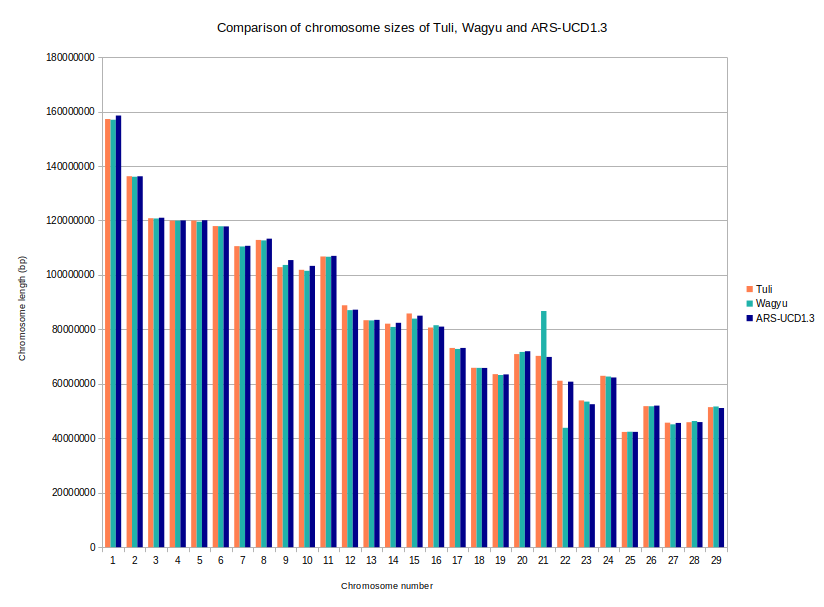 Comparison of chromosome sizes of Tuli, Wagyu and ARS-UCD1.3
180000000
160000000
140000000
120000000
100000000
80000000
60000000
40000000
20000000
0
Chromosome length (bp)
1 2 3 4 5 6 7 8 9 10 11 12 13 14 15 16 17 18 19 20 21 22 23 24 25 26 27 28 29
Chromosome number
Tuli
Wagyu
ARS-UCD1.3